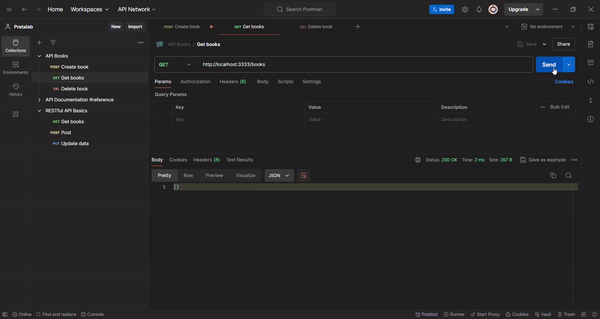 Home Workspaces API Network Search Postman Invite Upgrade
Pretalab New Import POST Create book GET Get books DEL Delete book No environment
Collections
Environments
History
API Books
POST Create book
GET Get books
DEL Delete book
API Documentation #reference
RESTful API Basics
GET Get books
POST Post
PUT Update data
API Books / Get books Save Share
GET http://localhost:3333/books Send
Params Authorization Headers (8) Body Scripts Settings Cookies
Query Params
Key Value Description Bulk Edit
Key Value Description
Body Cookies Headers (8) Test Results Status: 200 OK Time: 2 ms Size: 267 B Save as example
Pretty Raw Preview Visualize JSON
1 []
Online Find and replace Console Postbot Runner Start Proxy Cookies Vault Trash